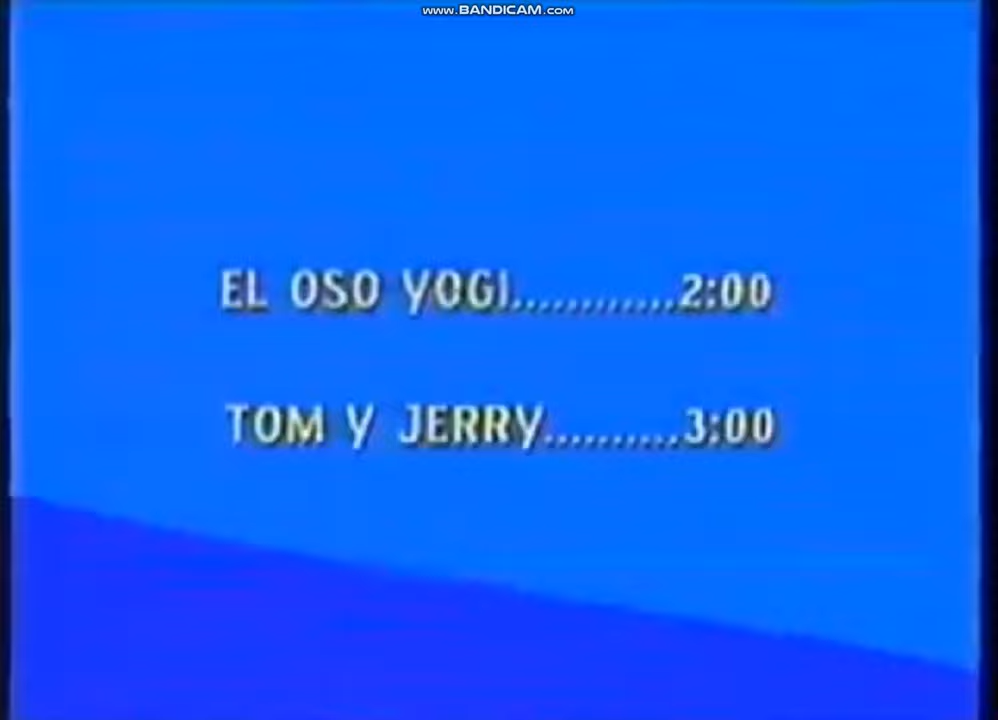 www.BANDICAM.com
EL OSO YOGI............2:00
TOM Y JERRY..........3:00